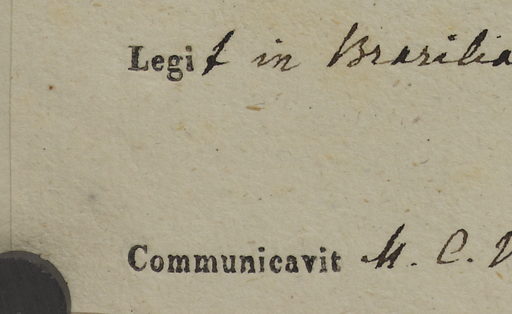 Legit in Brasilia
Communicavit M. C.